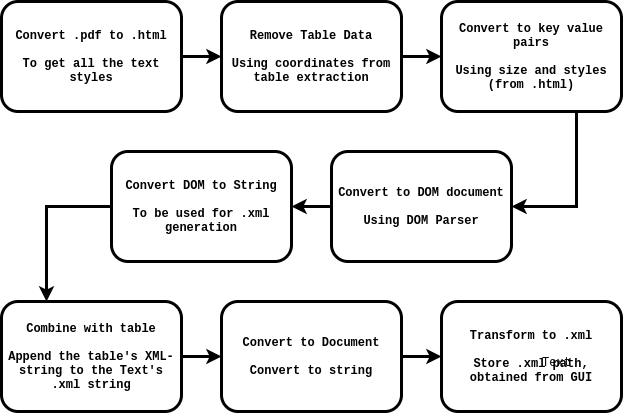 Convert .pdf to .html
To get all the text
styles
Remove Table Data
Using coordinates from
table extraction
Convert to key value
pairs
Using size and styles
(from .html)
Convert DOM to String
To be used for .xml
generation
Convert to DOM document
Using DOM Parser
Combine with table
Append the table's XML-
string to the Text's
.xml string
Convert to Document
Convert to string
Transform to .xml
Store .xml path,
Text
obtained from GUI